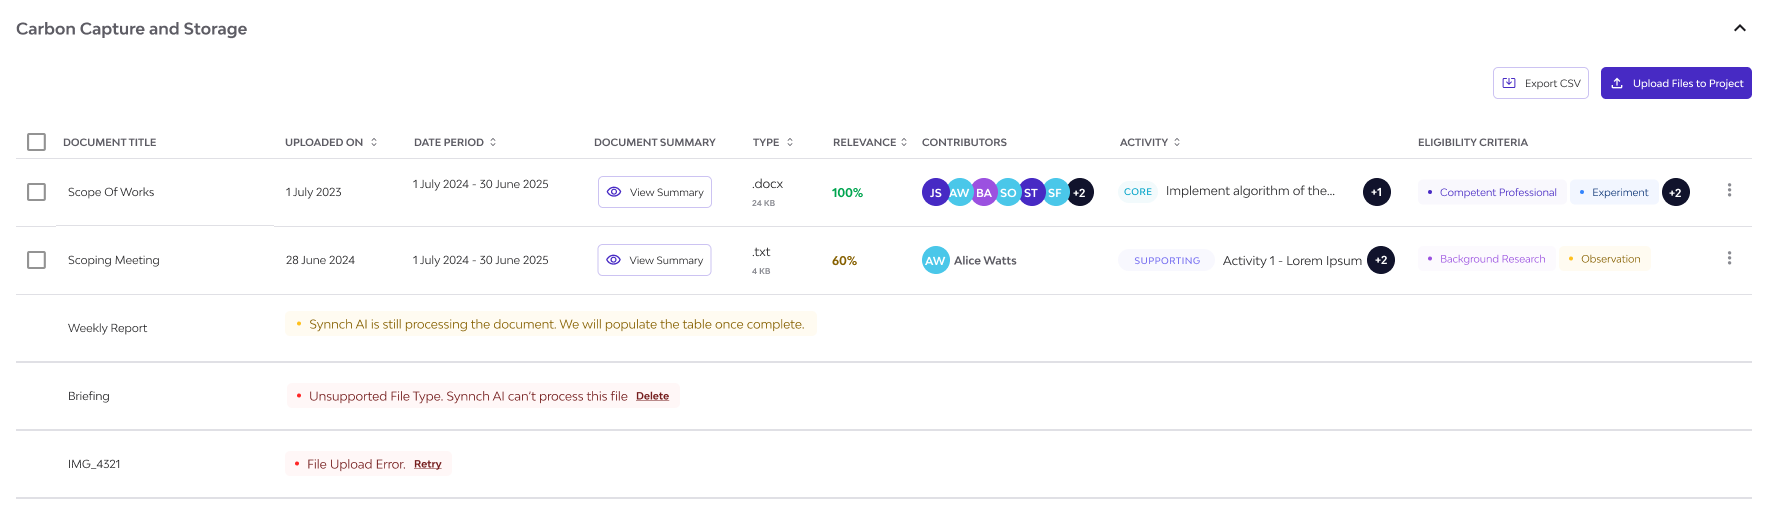 Carbon Capture and Storage
Export CSV
Upload Files to Project
DOCUMENT TITLE UPLOADED ON DATE PERIOD DOCUMENT SUMMARY TYPE RELEVANCE CONTRIBUTORS ACTIVITY ELIGIBILITY CRITERIA
Scope Of Works 1 July 2023 1 July 2024 - 30 June 2025 View Summary .docx 24 KB 100% JS AW BA SO ST SF +2 CORE Implement algorithm of the... +1 Competent Professional Experiment +2
Scoping Meeting 28 June 2024 1 July 2024 - 30 June 2025 View Summary .txt 4 KB 60% AW Alice Watts SUPPORTING Activity 1 - Lorem Ipsum +2 Background Research Observation
Weekly Report Synnch AI is still processing the document. We will populate the table once complete.
Briefing Unsupported File Type. Synnch AI can't process this file Delete
IMG_4321 File Upload Error. Retry